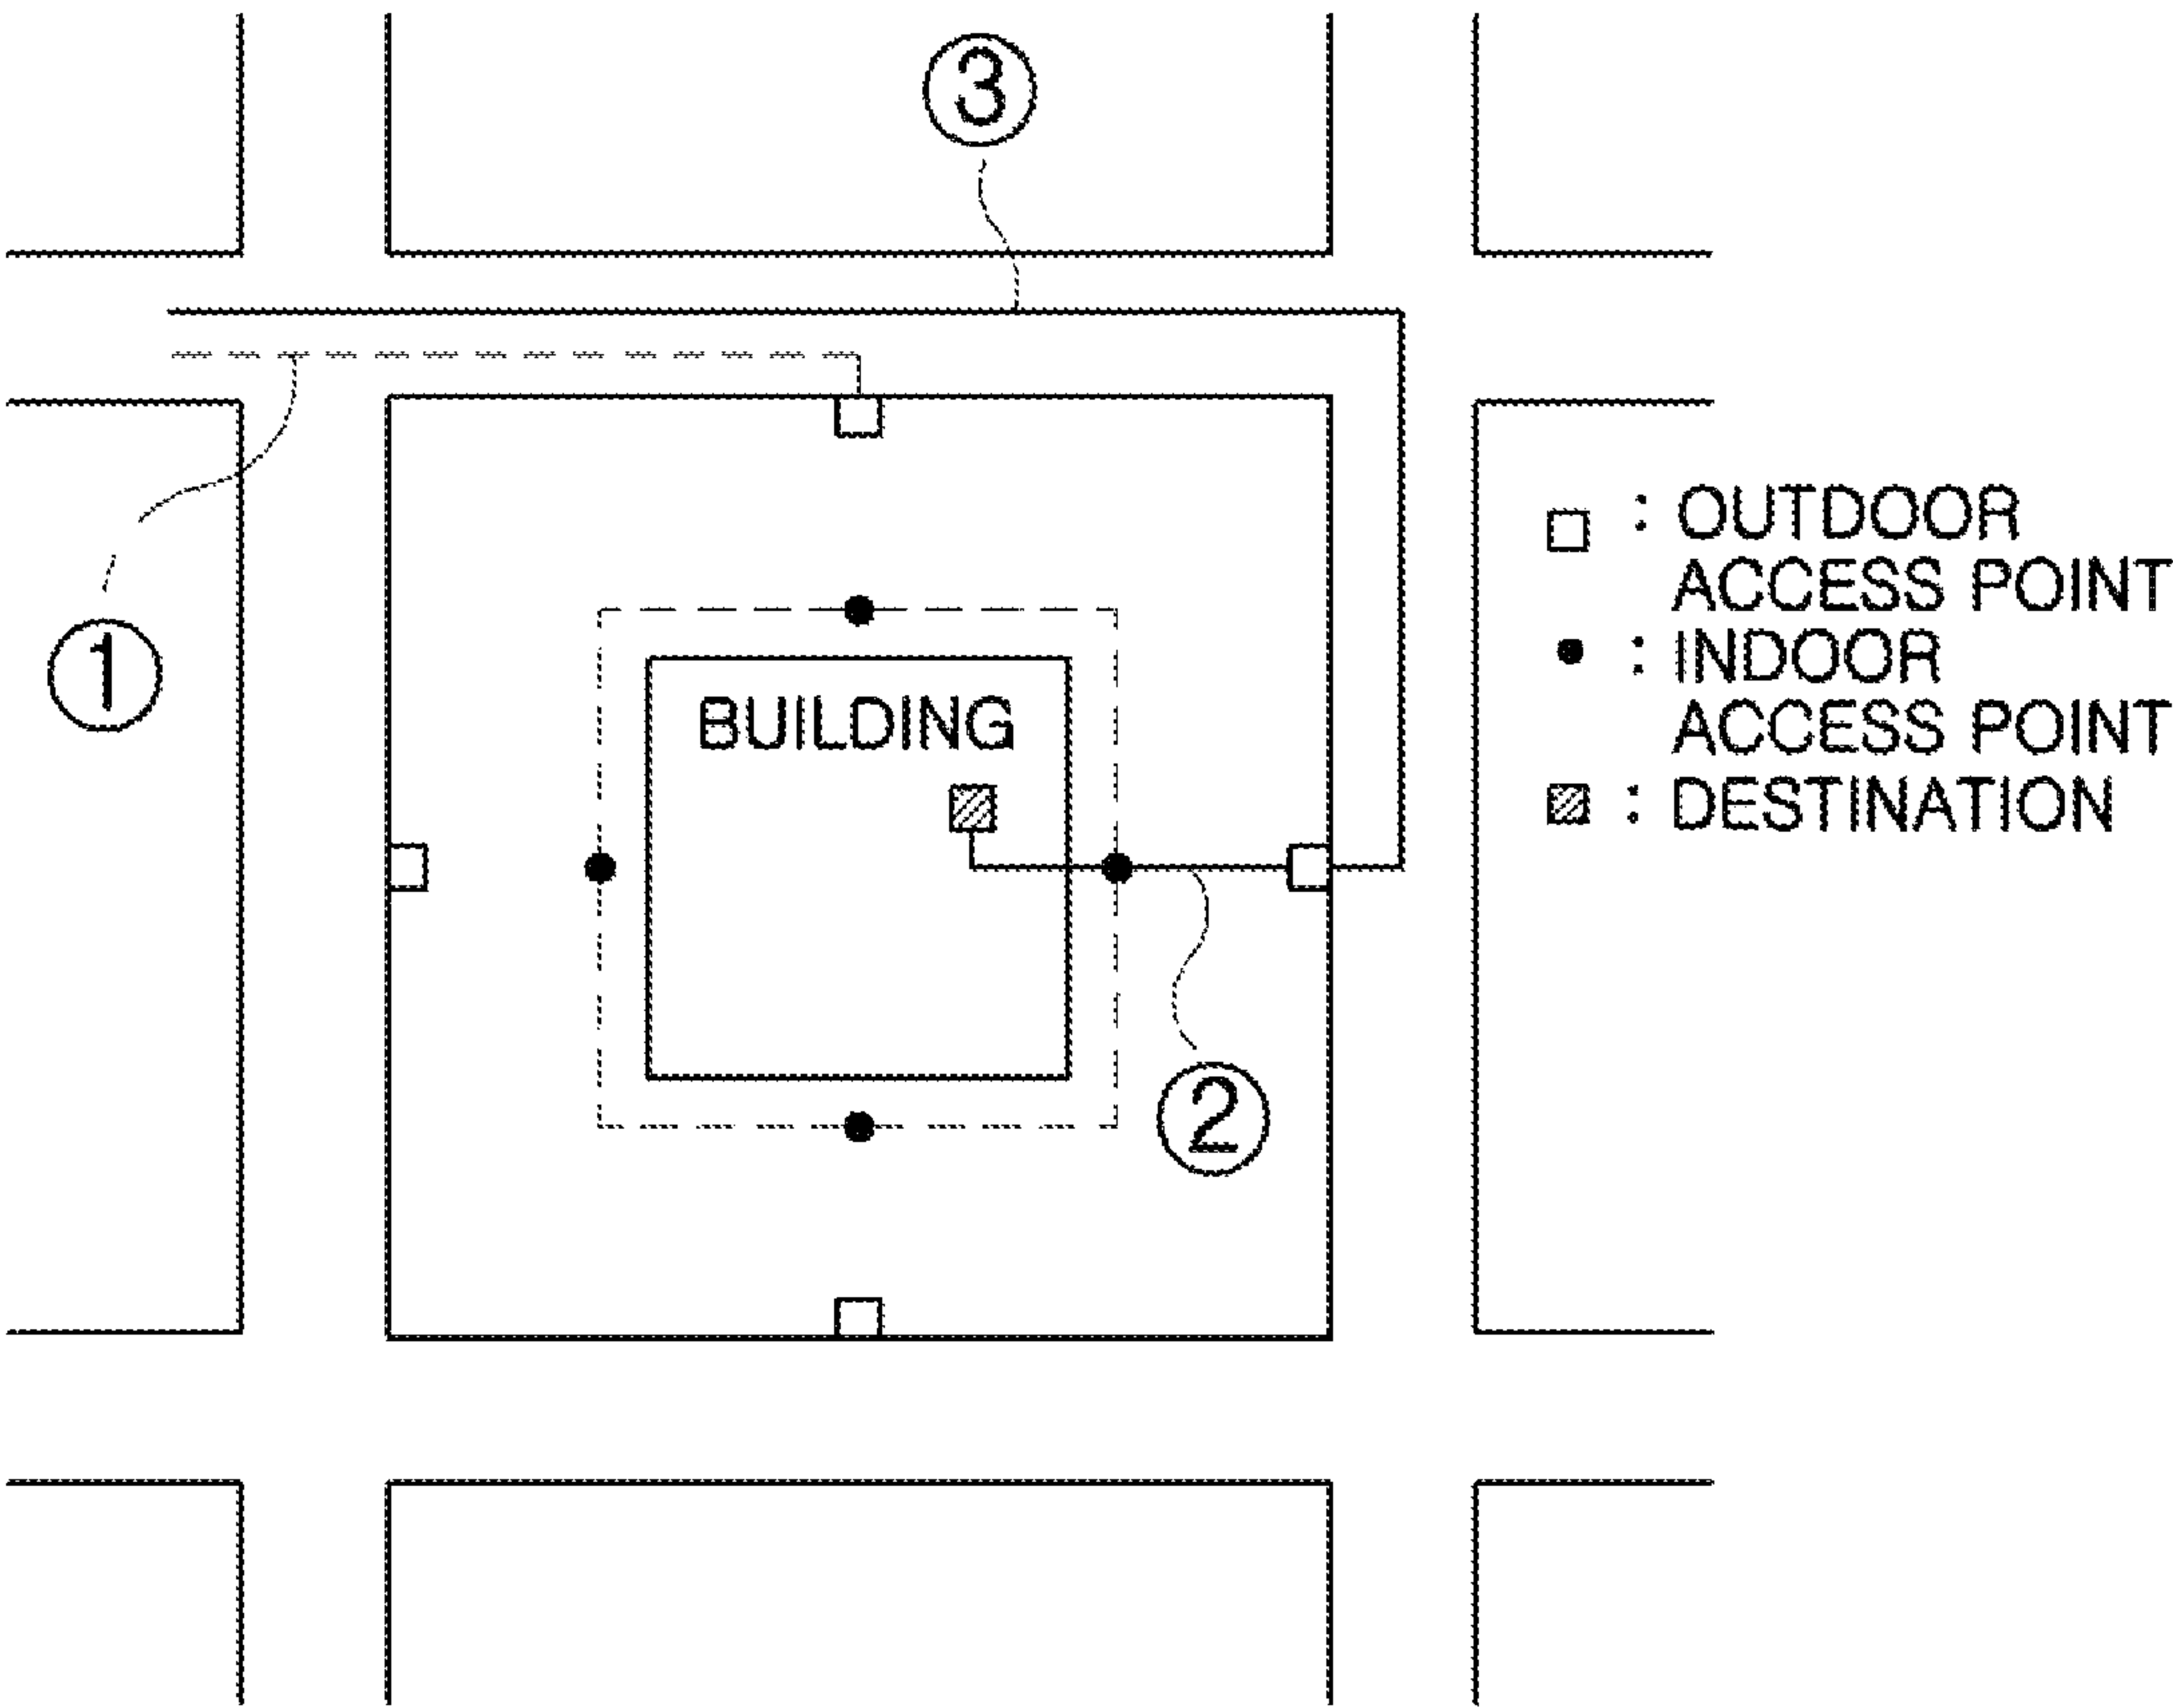 3
: OUTDOOR
ACCESS POINT
: INDOOR
ACCESS POINT
: DESTINATION
1
BUILDING
2